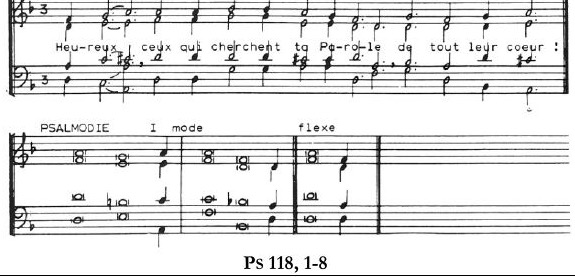 Heu-reux ceux qui cherchent ta Pa-ro-le de tout leur coeur !
PSALMODIE I mode flexe
Ps 118, 1-8